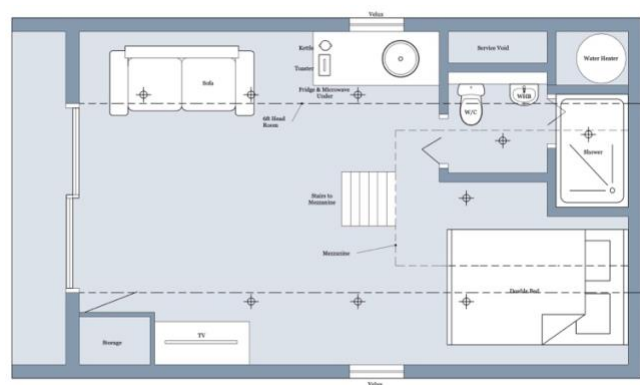 Velux
Kettle
Toaster
Fridge & Microwave
Under
Sofa
6ft Head
Room
Service Void
Water Heater
W/C
WHB
Shower
Stairs to
Mezzanine
Mezzanine
Double Bed
Storage
TV
Velux